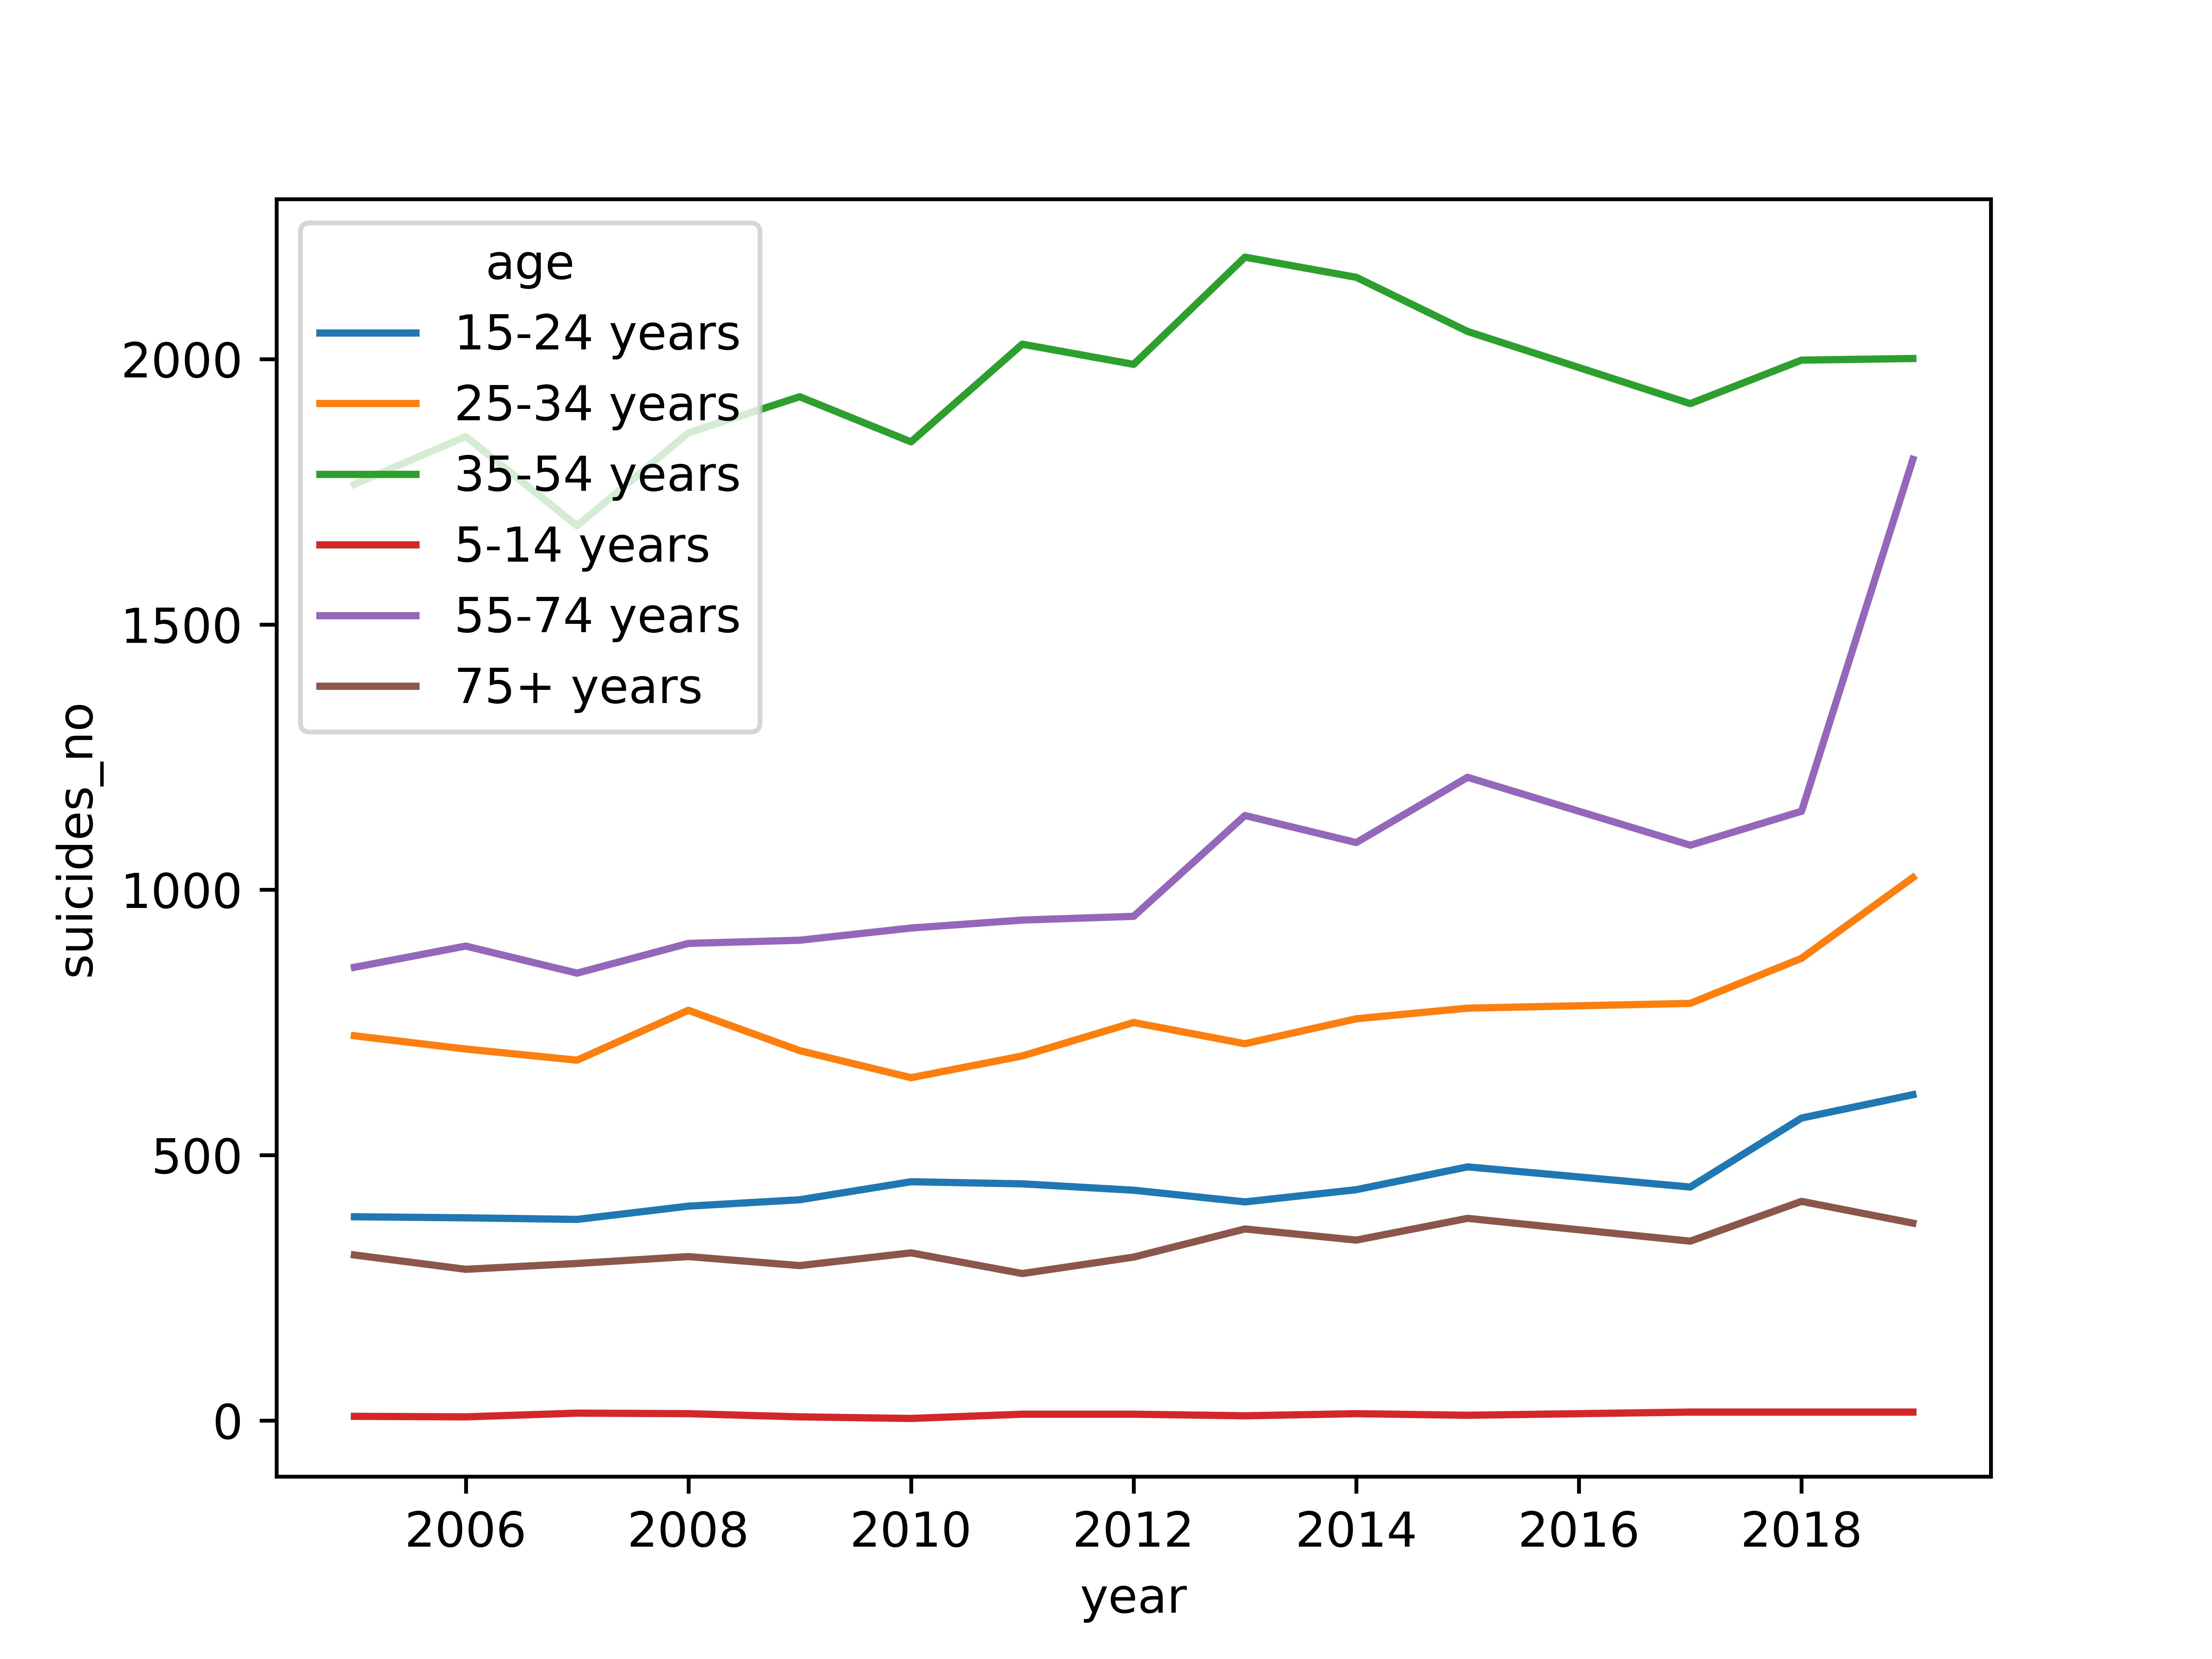 age
15-24 years
25-34 years
35-54 years
5-14 years
55-74 years
75+ years
2000
1500
1000
500
0
suicides_no
2006 2008 2010 2012 2014 2016 2018
year